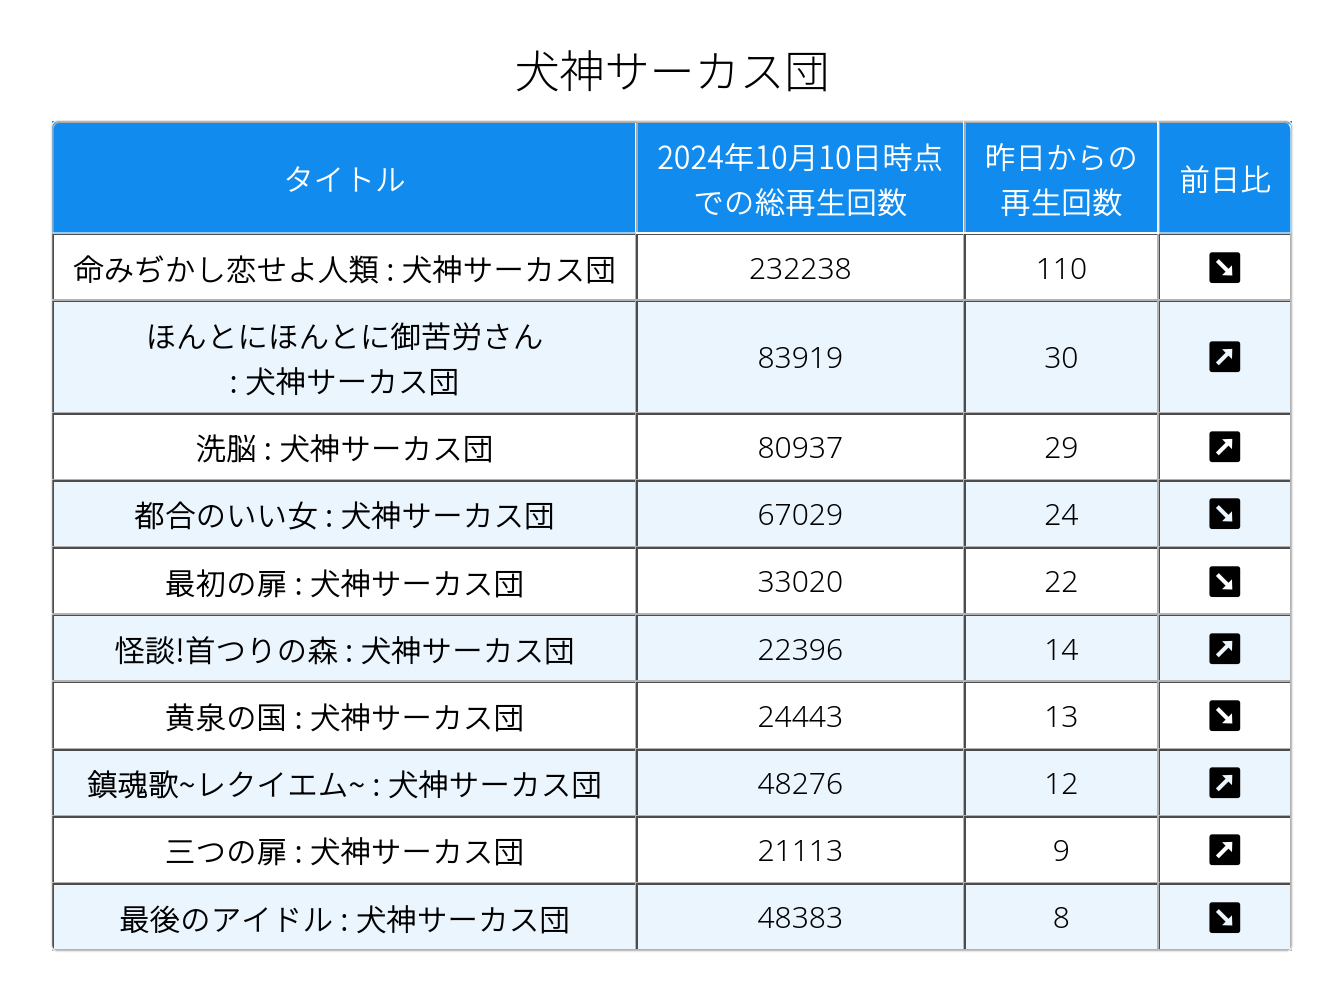 犬神サーカス団
タイトル
2024年10月10日時点
での総再生回数
昨日からの
再生回数
前日比
命みぢかし恋せよ人類 : 犬神サーカス団
232238
110
↘
ほんとにほんとに御苦労さん
: 犬神サーカス団
83919
30
↗
洗脳 : 犬神サーカス団
80937
29
↗
都合のいい女 : 犬神サーカス団
67029
24
↘
最初の扉 : 犬神サーカス団
33020
22
↘
怪談!首つりの森 : 犬神サーカス団
22396
14
↗
黄泉の国 : 犬神サーカス団
24443
13
↘
鎮魂歌~レクイエム~ : 犬神サーカス団
48276
12
↗
三つの扉 : 犬神サーカス団
21113
9
↗
最後のアイドル : 犬神サーカス団
48383
8
↘